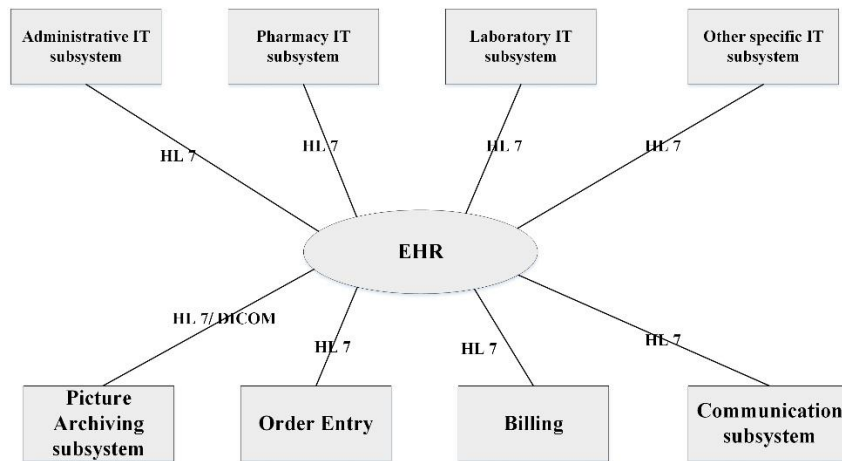 Administrative IT
subsystem
Pharmacy IT
subsystem
Laboratory IT
subsystem
Other specific IT
subsystem
HL 7
HL 7
HL 7
HL 7
EHR
HL 7/ DICOM
HL 7
HL 7
HL 7
Picture
Archiving
subsystem
Order Entry
Billing
Communication
subsystem